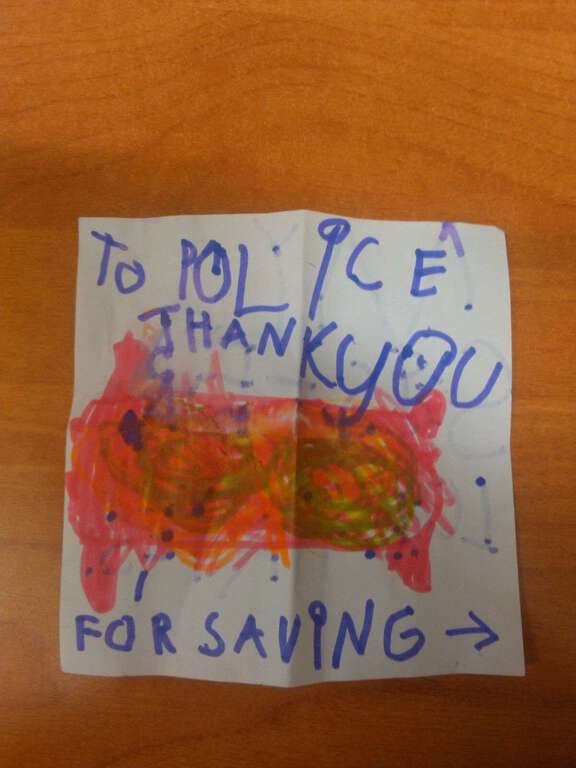 TO POLICE.
THANKYOU
FOR SAVING →